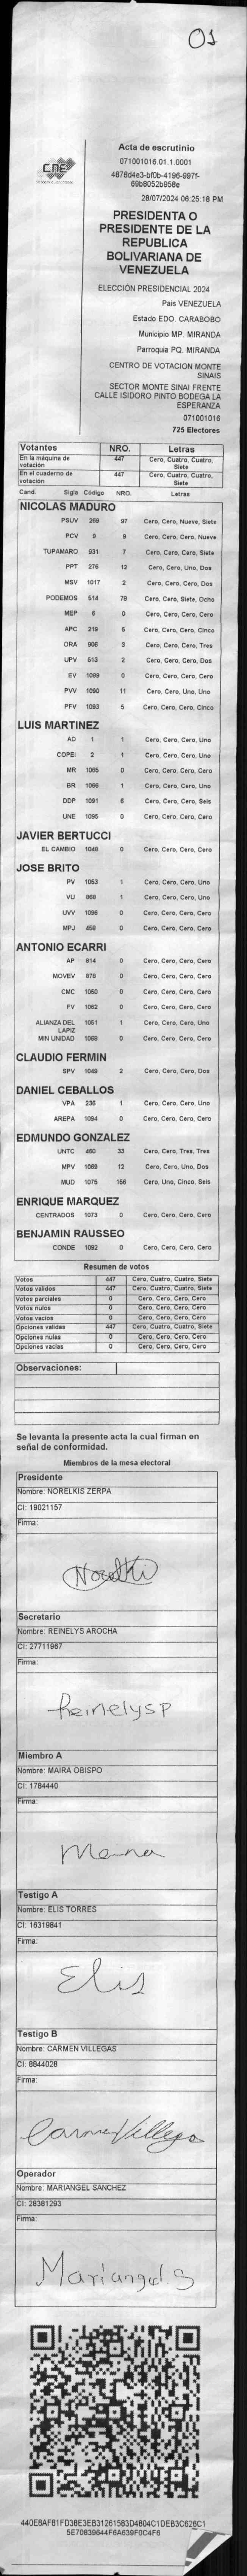 01
CNE
Acta de escrutinio
071001016.01.1.0001
4878d4e3-bf0b-4196-997f-
69b8052b958e
28/07/2024 06:25:18 PM
PRESIDENTA O
PRESIDENTE DE LA
REPUBLICA
BOLIVARIANA DE
VENEZUELA
ELECCIÓN PRESIDENCIAL 2024
Pais VENEZUELA
Estado EDO. CARABOBO
Municipio MP. MIRANDA
Parroquia PQ. MIRANDA
CENTRO DE VOTACION MONTE
SINAIS
SECTOR MONTE SINAI FRENTE
CALLE ISIDORO PINTO BODEGA LA
ESPERANZA
071001016
725 Electores
Votantes NRO. Letras
En la máquina de votación 447 Cero, Cuatro, Cuatro, Siete
En el cuaderno de votación 447 Cero, Cuatro, Cuatro, Siete
Cand Sigla Código NRO. Letras
NICOLAS MADURO
PSUV 268 97 Cero, Cero, Nueve, Siete
PCV 9 9 Cero, Cero, Cero, Nueve
TUPAMARO 931 7 Cero, Cero, Cero, Siete
PPT 276 12 Cero, Cero, Uno, Dos
MSV 1017 2 Cero, Cero, Cero, Dos
PODEMOS 514 78 Cero, Cero, Siete, Ocho
MEP 6 0 Cero, Cero, Cero, Cero
APC 219 5 Cero, Cero, Cero, Cinco
ORA 906 3 Cero, Cero, Cero, Tres
UPV 613 2 Cero, Cero, Cero, Dos
EV 1089 0 Cero, Cero, Cero, Cero
PVV 1090 11 Cero, Cero, Uno, Uno
PFV 1093 5 Cero, Cero, Cero, Cinco
LUIS MARTINEZ
AD 1 1 Cero, Cero, Cero, Uno
COPEI 2 1 Cero, Cero, Cero, Uno
MR 1065 0 Cero, Cero, Cero, Cero
BR 1066 1 Cero, Cero, Cero, Uno
DDP 1091 6 Cero, Cero, Cero, Seis
UNE 1095 0 Cero, Cero, Cero, Cero
JAVIER BERTUCCI
EL CAMBIO 1048 0 Cero, Cero, Cero, Cero
JOSE BRITO
PV 1053 1 Cero, Cero, Cero, Uno
VU 868 1 Cero, Cero, Cero, Uno
UVV 1096 0 Cero, Cero, Cero, Cero
MPJ 458 0 Cero, Cero, Cero, Cero
ANTONIO ECARRI
AP 814 0 Cero, Cero, Cero, Cero
MOVEV 979 0 Cero, Cero, Cero, Cero
CMC 1050 0 Cero, Cero, Cero, Cero
FV 1062 0 Cero, Cero, Cero, Cero
ALIANZA DEL LAPIZ 1051 1 Cero, Cero, Cero, Uno
MIN UNIDAD 1068 0 Cero, Cero, Cero, Cero
CLAUDIO FERMIN
SPV 1049 2 Cero, Cero, Cero, Dos
DANIEL CEBALLOS
VPA 236 1 Cero, Cero, Cero, Uno
AREPA 1094 0 Cero, Cero, Cero, Cero
EDMUNDO GONZALEZ
UNTC 460 33 Cero, Cero, Tres, Tres
MPV 1069 12 Cero, Cero, Uno, Dos
MUD 1075 156 Cero, Uno, Cinco, Seis
ENRIQUE MARQUEZ
CENTRADOS 1073 0 Cero, Cero, Cero, Cero
BENJAMIN RAUSSEO
CONDE 1092 0 Cero, Cero, Cero, Cero
Resumen de votos
Votos 447 Cero, Cuatro, Cuatro, Siete
Votos validos 447 Cero, Cuatro, Cuatro, Siete
Votos parciales 0 Cero, Cero, Cero, Cero
Votos nulos 0 Cero, Cero, Cero, Cero
Votos vacios 0 Cero, Cero, Cero, Cero
Opciones validas 447 Cero, Cuatro, Cuatro, Siete
Opciones nulas 0 Cero, Cero, Cero, Cero
Opciones vacias 0 Cero, Cero, Cero, Cero
Observaciones:
Se levanta la presente acta la cual firman en
señal de conformidad.
Miembros de la mesa electoral
Presidente
Nombre: NORELKIS ZERPA
CI: 19021157
Firma:
Norelki
Secretario
Nombre: REINELYS AROCHA
CI: 27711967
Firma:
Reinelys P
Miembro A
Nombre: MAIRA OBISPO
CI: 1784440
Firma:
Testigo A
Nombre: ELIS TORRES
CI: 16319841
Firma:
Elis
Testigo B
Nombre: CARMEN VILLEGAS
CI: 8844028
Firma:
Carmen Villegas
Operador
Nombre: MARIANGEL SANCHEZ
CI: 28381293
Firma:
Mariangel S
440E8AF81FD38E3EB31261583D4804C1DEB3C626C1
5E70839644F6A639F0C4F6